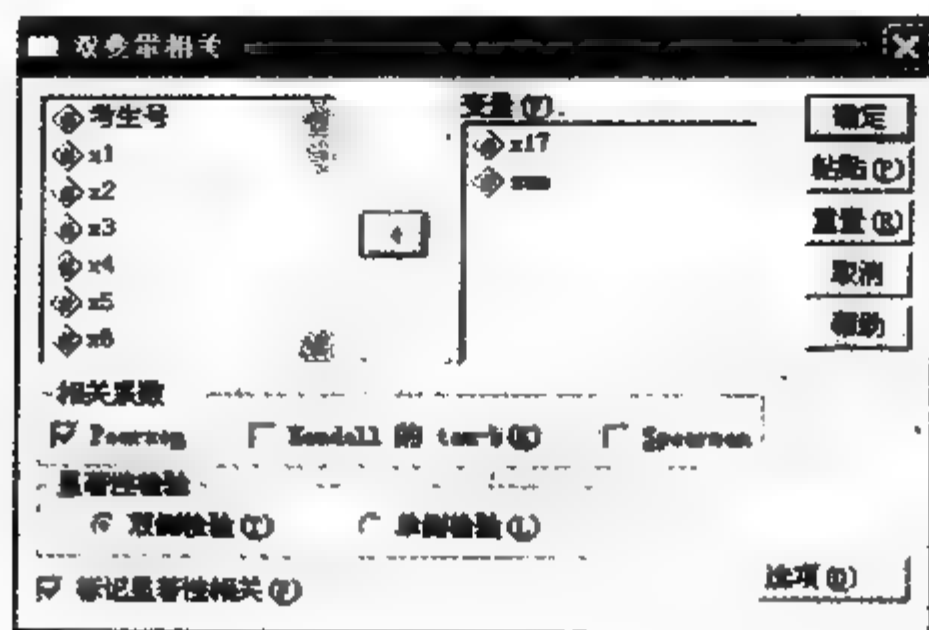 双变量相关
考生号
x1
x2
x3
x4
x5
x6
变量(V)
x17
sum
确定
粘贴(P)
重置(R)
取消
帮助
相关系数
Pearson
Kendall 的 tau-b(K)
Spearman
显著性检验
双侧检验(T)
单侧检验(L)
标记显著性相关(F)
选项(O)